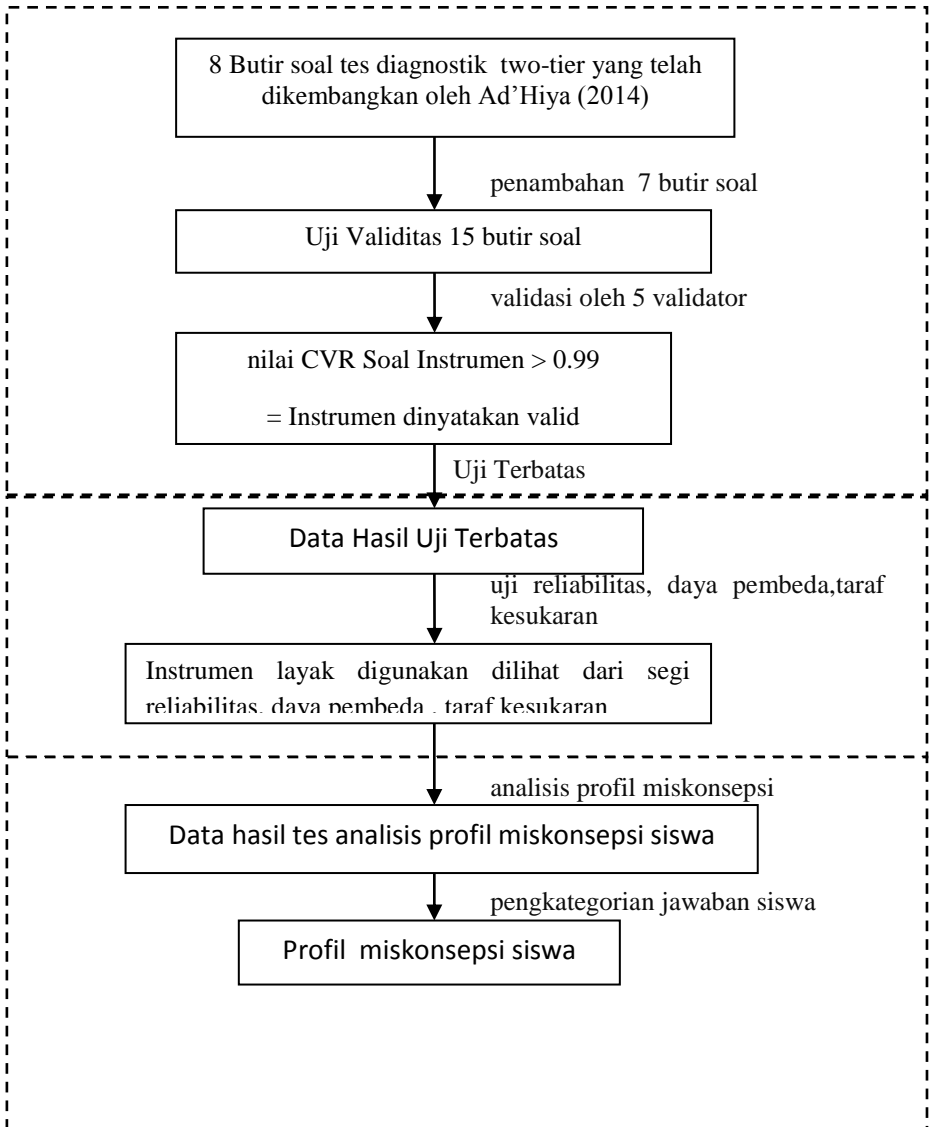 8 Butir soal tes diagnostik two-tier yang telah
dikembangkan oleh Ad’Hiya (2014)
penambahan 7 butir soal
Uji Validitas 15 butir soal
validasi oleh 5 validator
nilai CVR Soal Instrumen > 0.99
= Instrumen dinyatakan valid
Uji Terbatas
Data Hasil Uji Terbatas
uji reliabilitas, daya pembeda,taraf
kesukaran
Instrumen layak digunakan dilihat dari segi
reliabilitas, daya pembeda , taraf kesukaran
analisis profil miskonsepsi
Data hasil tes analisis profil miskonsepsi siswa
pengkategorian jawaban siswa
Profil miskonsepsi siswa